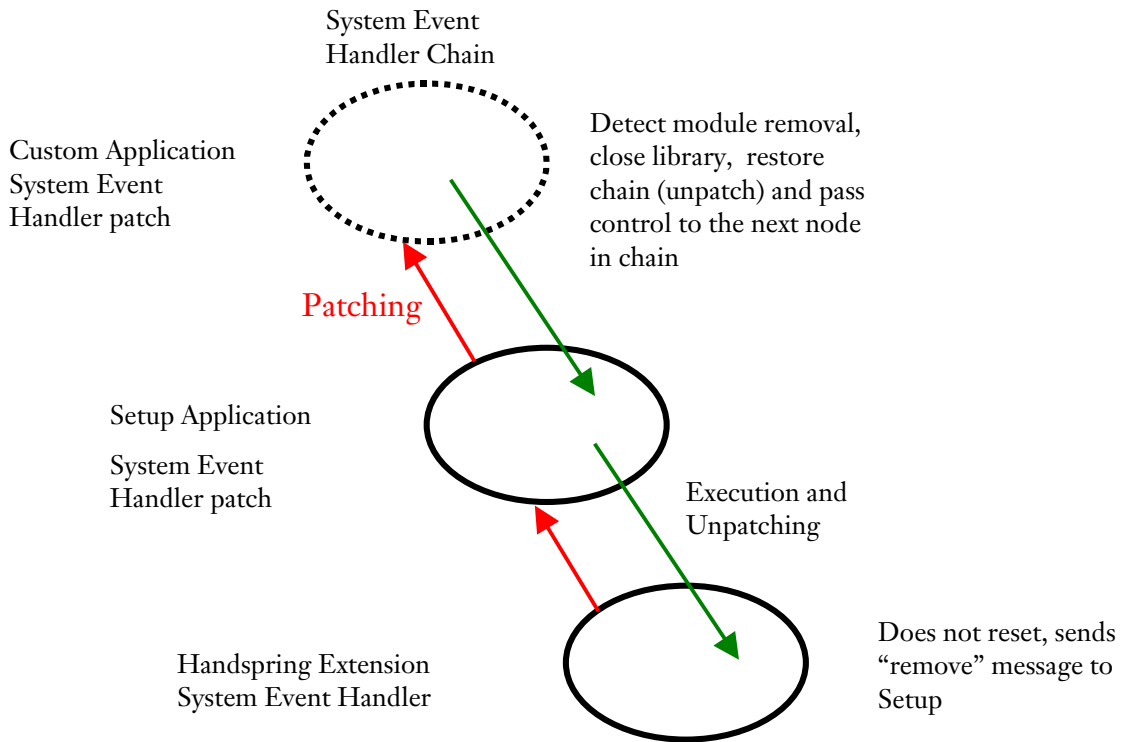 System Event
Handler Chain
Custom Application
System Event
Handler patch
Detect module removal,
close library, restore
chain (unpatch) and pass
control to the next node
in chain
Patching
Setup Application
System Event
Handler patch
Execution and
Unpatching
Handspring Extension
System Event Handler
Does not reset, sends
“remove” message to
Setup